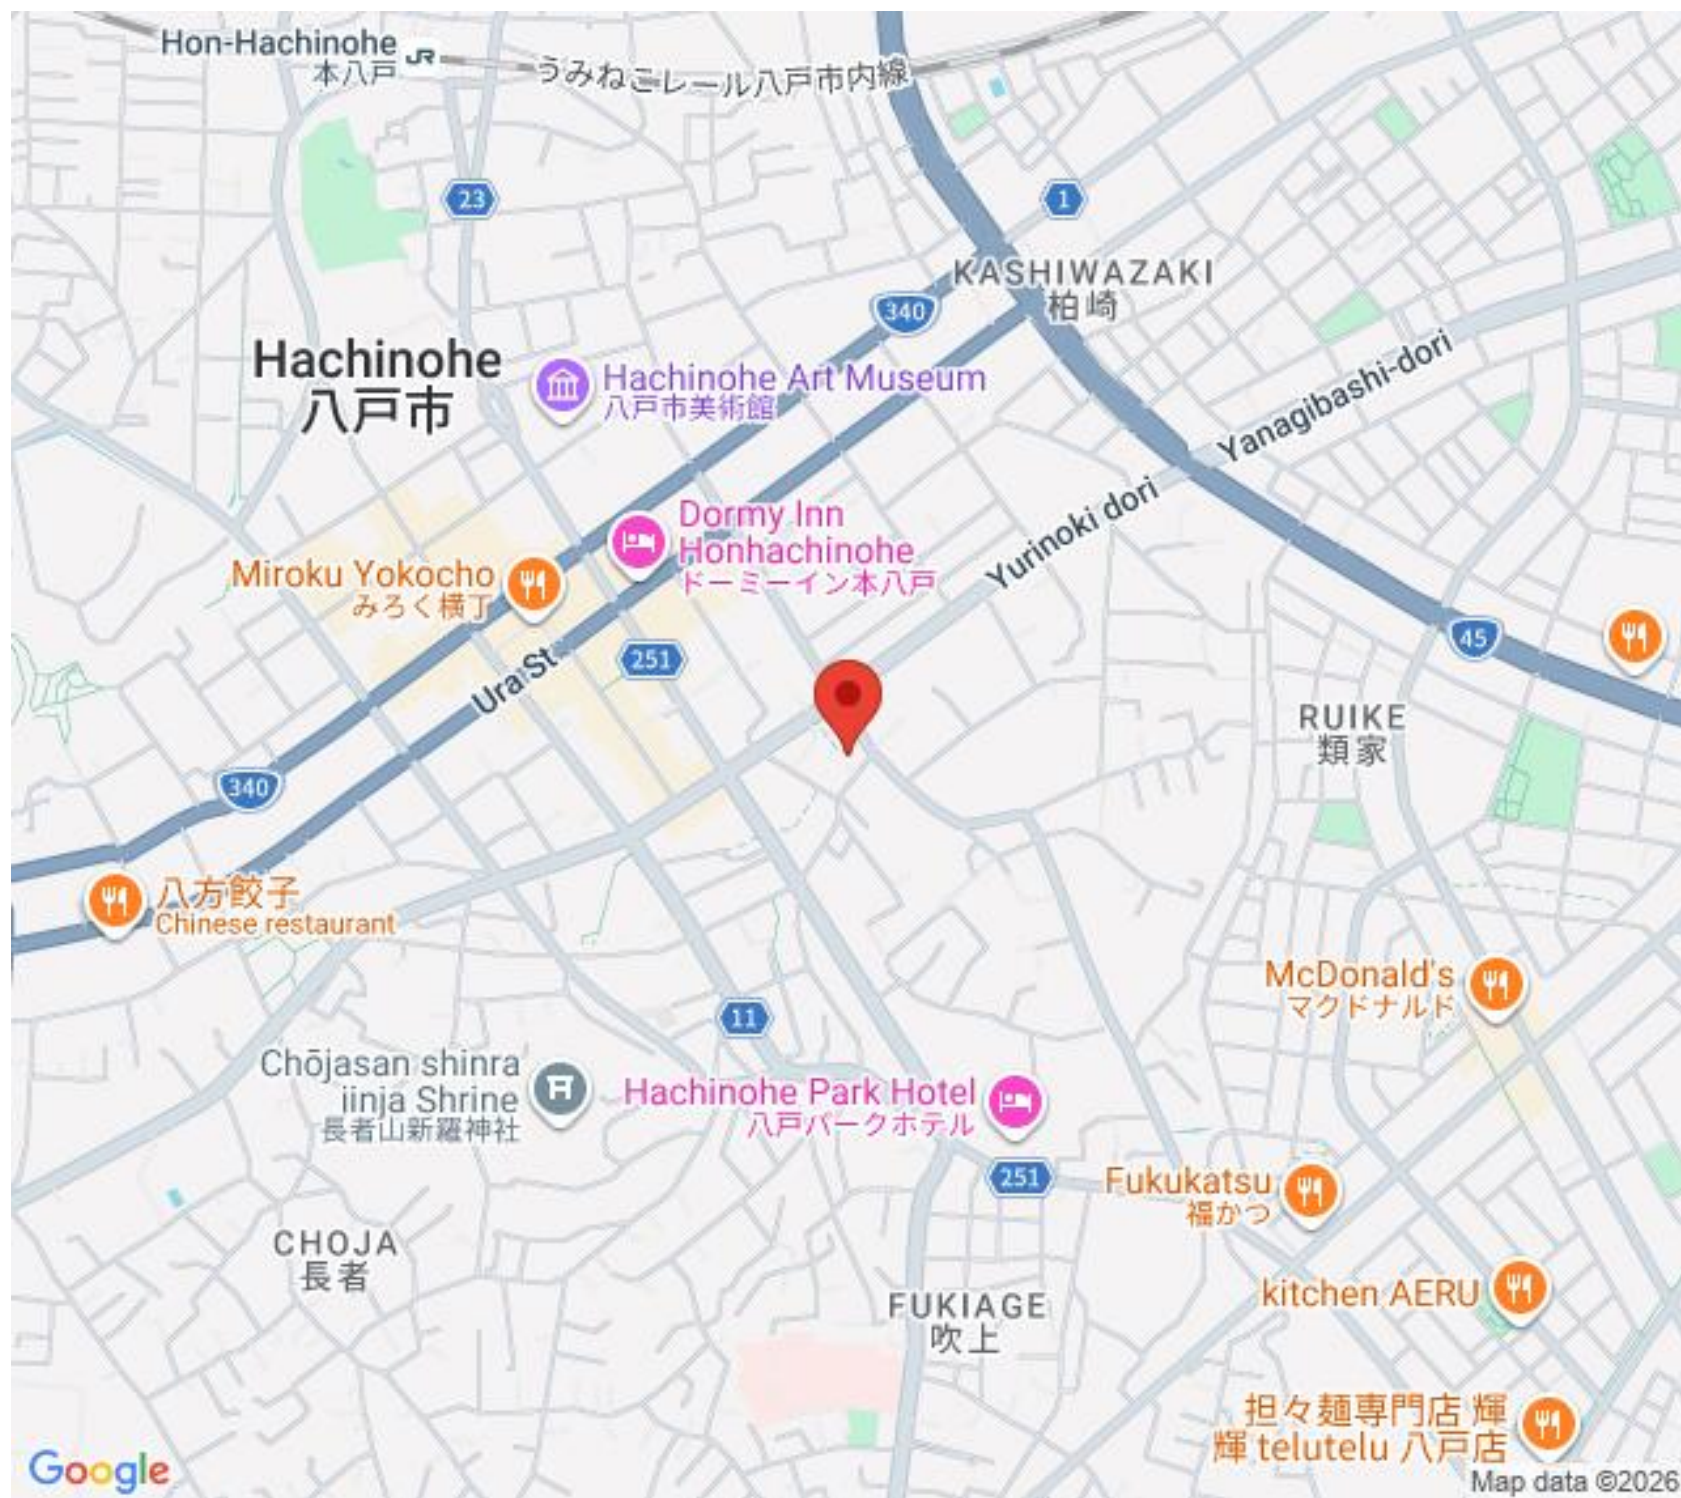 Hon-Hachinohe
本八戸
JR
うみねこレール八戸市内線
23
1
KASHIWAZAKI
柏崎
340
Hachinohe
八戸市
Hachinohe Art Museum
八戸市美術館
Yanagibashi-dori
Yurinoki dori
Dormy Inn
Honhachinohe
ドーミーイン本八戸
Miroku Yokocho
みろく横丁
251
45
Ura St
RUIKE
類家
340
八方餃子
Chinese restaurant
McDonald's
マクドナルド
11
Chōjasan shinra
iinja Shrine
長者山新羅神社
Hachinohe Park Hotel
八戸パークホテル
251
Fukukatsu
福かつ
CHOJA
長者
kitchen AERU
FUKIAGE
吹上
担々麺専門店 輝
輝 telutelu 八戸店
Google
Map data ©2026